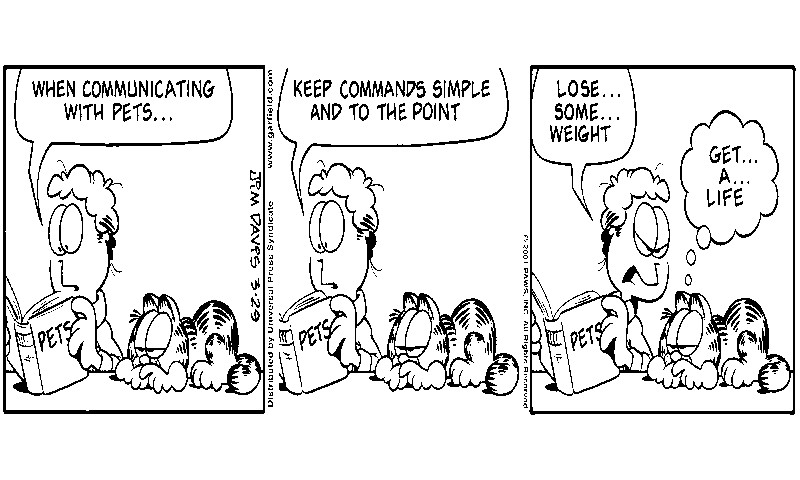 WHEN COMMUNICATING
WITH PETS...
PETS
www.garfield.com
JIM DAVIS 3-29
Distributed by Universal Press Syndicate
KEEP COMMANDS SIMPLE
AND TO THE POINT
PETS
© 2001 PAWS, INC. All Rights Reserved
LOSE...
SOME...
WEIGHT
GET...
A...
LIFE
PETS